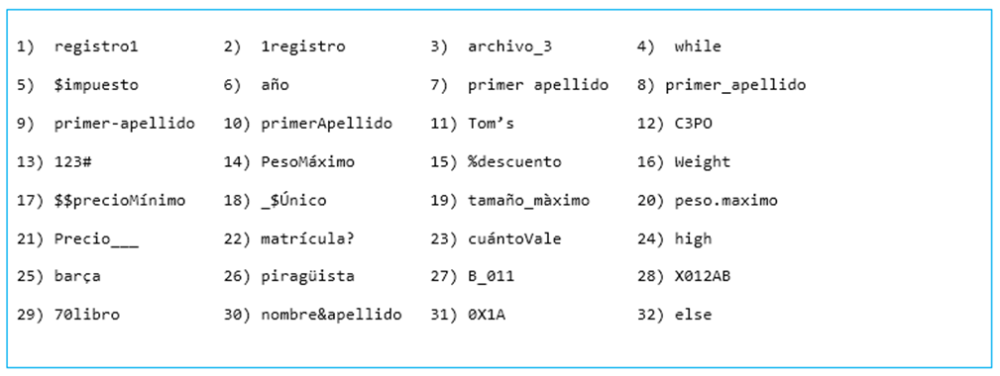 1) registro1 2) 1registro 3) archivo_3 4) while
5) $impuesto 6) año 7) primer apellido 8) primer_apellido
9) primer-apellido 10) primerApellido 11) Tom’s 12) C3PO
13) 123# 14) PesoMáximo 15) %descuento 16) Weight
17) $$precioMínimo 18) _$Único 19) tamaño_màximo 20) peso.maximo
21) Precio___ 22) matrícula? 23) cuántoVale 24) high
25) barça 26) piragüista 27) B_011 28) X012AB
29) 70libro 30) nombre&apellido 31) 0X1A 32) else